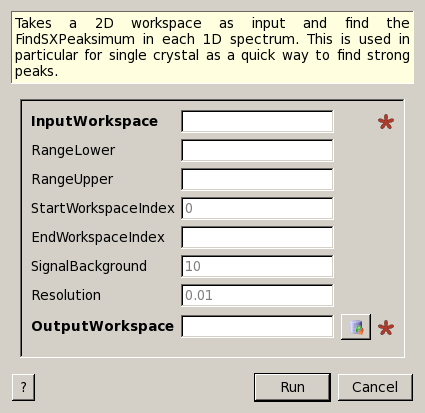 Takes a 2D workspace as input and find the
FindSXPeaksimum in each 1D spectrum. This is used in
particular for single crystal as a quick way to find strong
peaks.
InputWorkspace *
RangeLower
RangeUpper
StartWorkspaceIndex 0
EndWorkspaceIndex
SignalBackground 10
Resolution 0.01
OutputWorkspace *
? Run Cancel